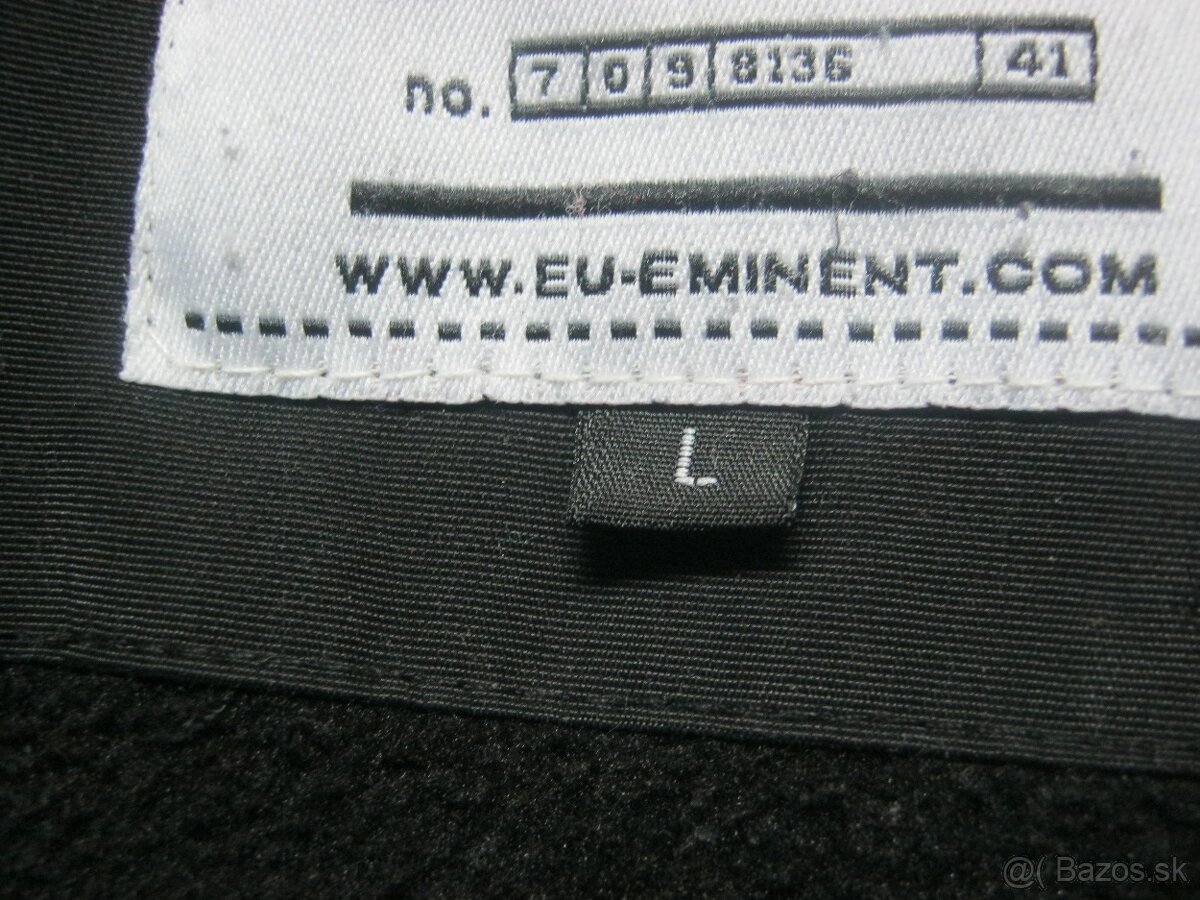 no. 7 0 9 8136 41
WWW.EU-EMINENT.COM
L
@( Bazos.sk